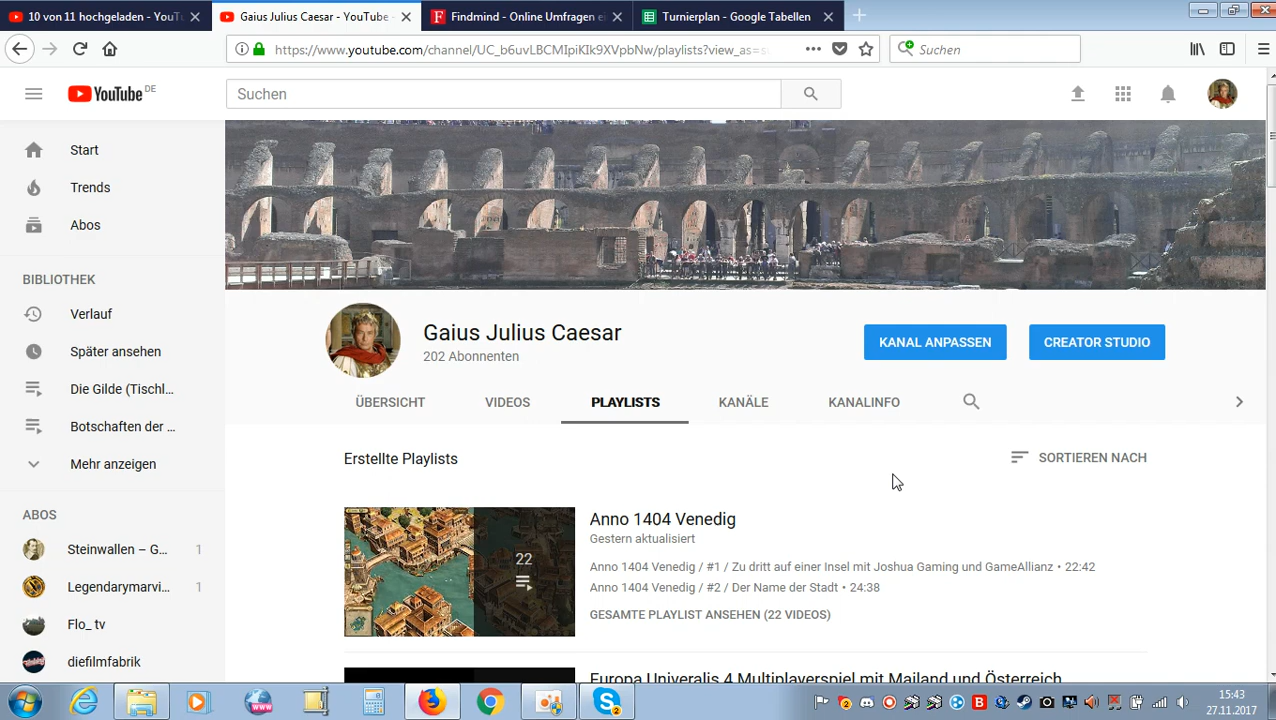 10 von 11 hochgeladen - YouTu
Gaius Julius Caesar - YouTube -
Findmind - Online Umfragen ei
Turnierplan - Google Tabellen
https://www.youtube.com/channel/UC_b6uvLBCMIpiKIk9XVpbNw/playlists?view_as=s
Suchen
YouTube DE
Suchen
Start
Trends
Abos
BIBLIOTHEK
Verlauf
Später ansehen
Die Gilde (Tischl...
Botschaften der ...
Mehr anzeigen
ABOS
Steinwallen – G... 1
Legendarymarvi... 1
Flo_ tv
diefilmfabrik
Gaius Julius Caesar
202 Abonnenten
KANAL ANPASSEN
CREATOR STUDIO
ÜBERSICHT VIDEOS PLAYLISTS KANÄLE KANALINFO
Erstellte Playlists
SORTIEREN NACH
22
Anno 1404 Venedig
Gestern aktualisiert
Anno 1404 Venedig / #1 / Zu dritt auf einer Insel mit Joshua Gaming und GameAllianz • 22:42
Anno 1404 Venedig / #2 / Der Name der Stadt • 24:38
GESAMTE PLAYLIST ANSEHEN (22 VIDEOS)
Europa Univeralis 4 Multiplayerspiel mit Mailand und Österreich
15:43
27.11.2017